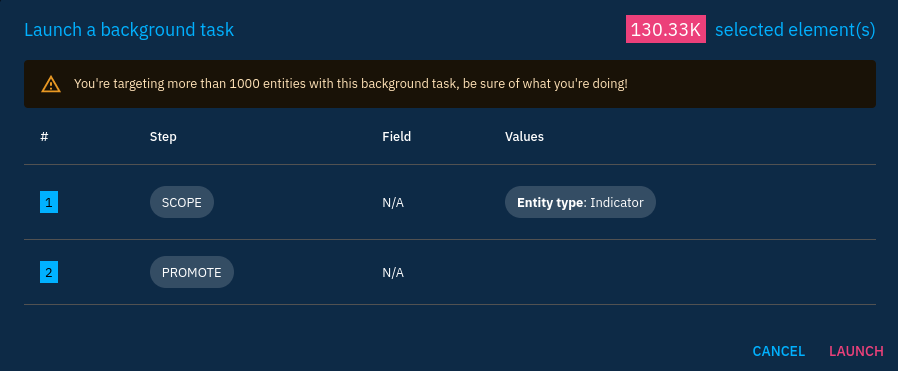 Launch a background task 130.33K selected element(s)
You're targeting more than 1000 entities with this background task, be sure of what you're doing!
# Step Field Values
1 SCOPE N/A Entity type: Indicator
2 PROMOTE N/A
CANCEL LAUNCH